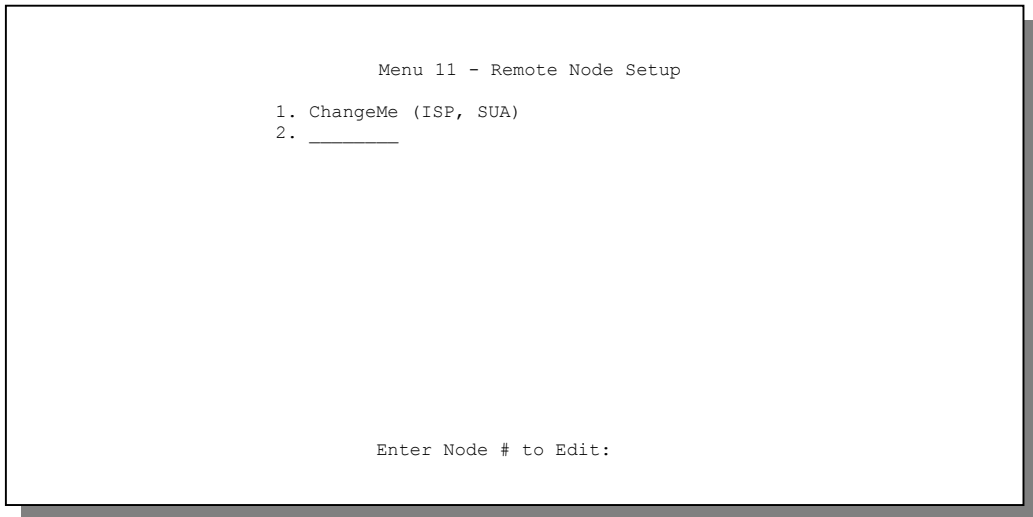 Menu 11 - Remote Node Setup
1. ChangeMe (ISP, SUA)
2. ________
Enter Node # to Edit: